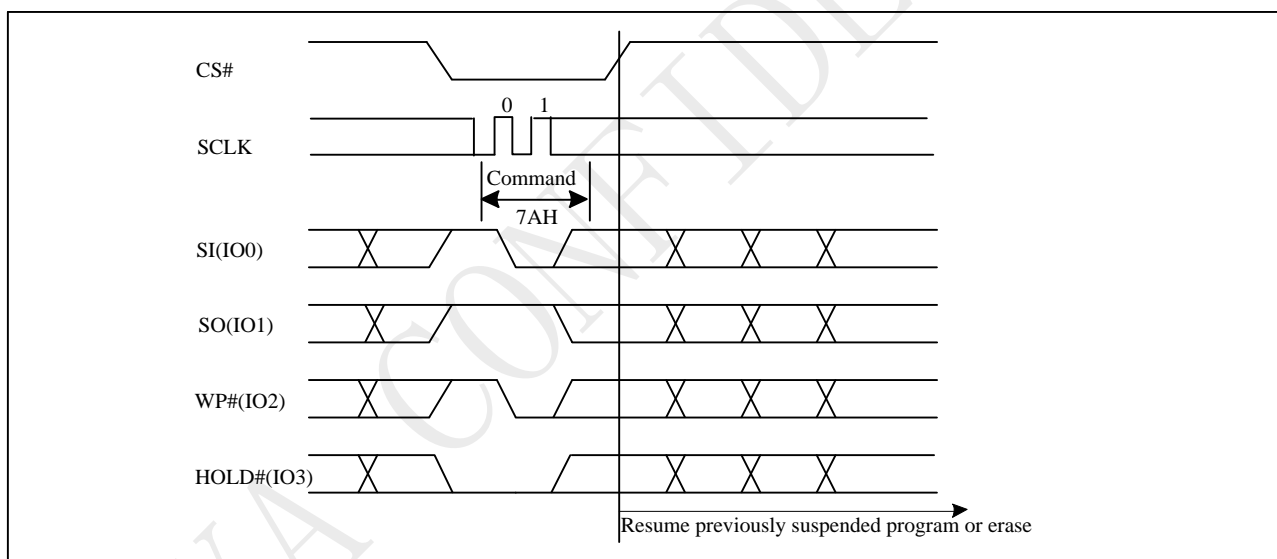 CS#
0 1
SCLK
Command
7AH
SI(IO0)
SO(IO1)
WP#(IO2)
HOLD#(IO3)
Resume previously suspended program or erase